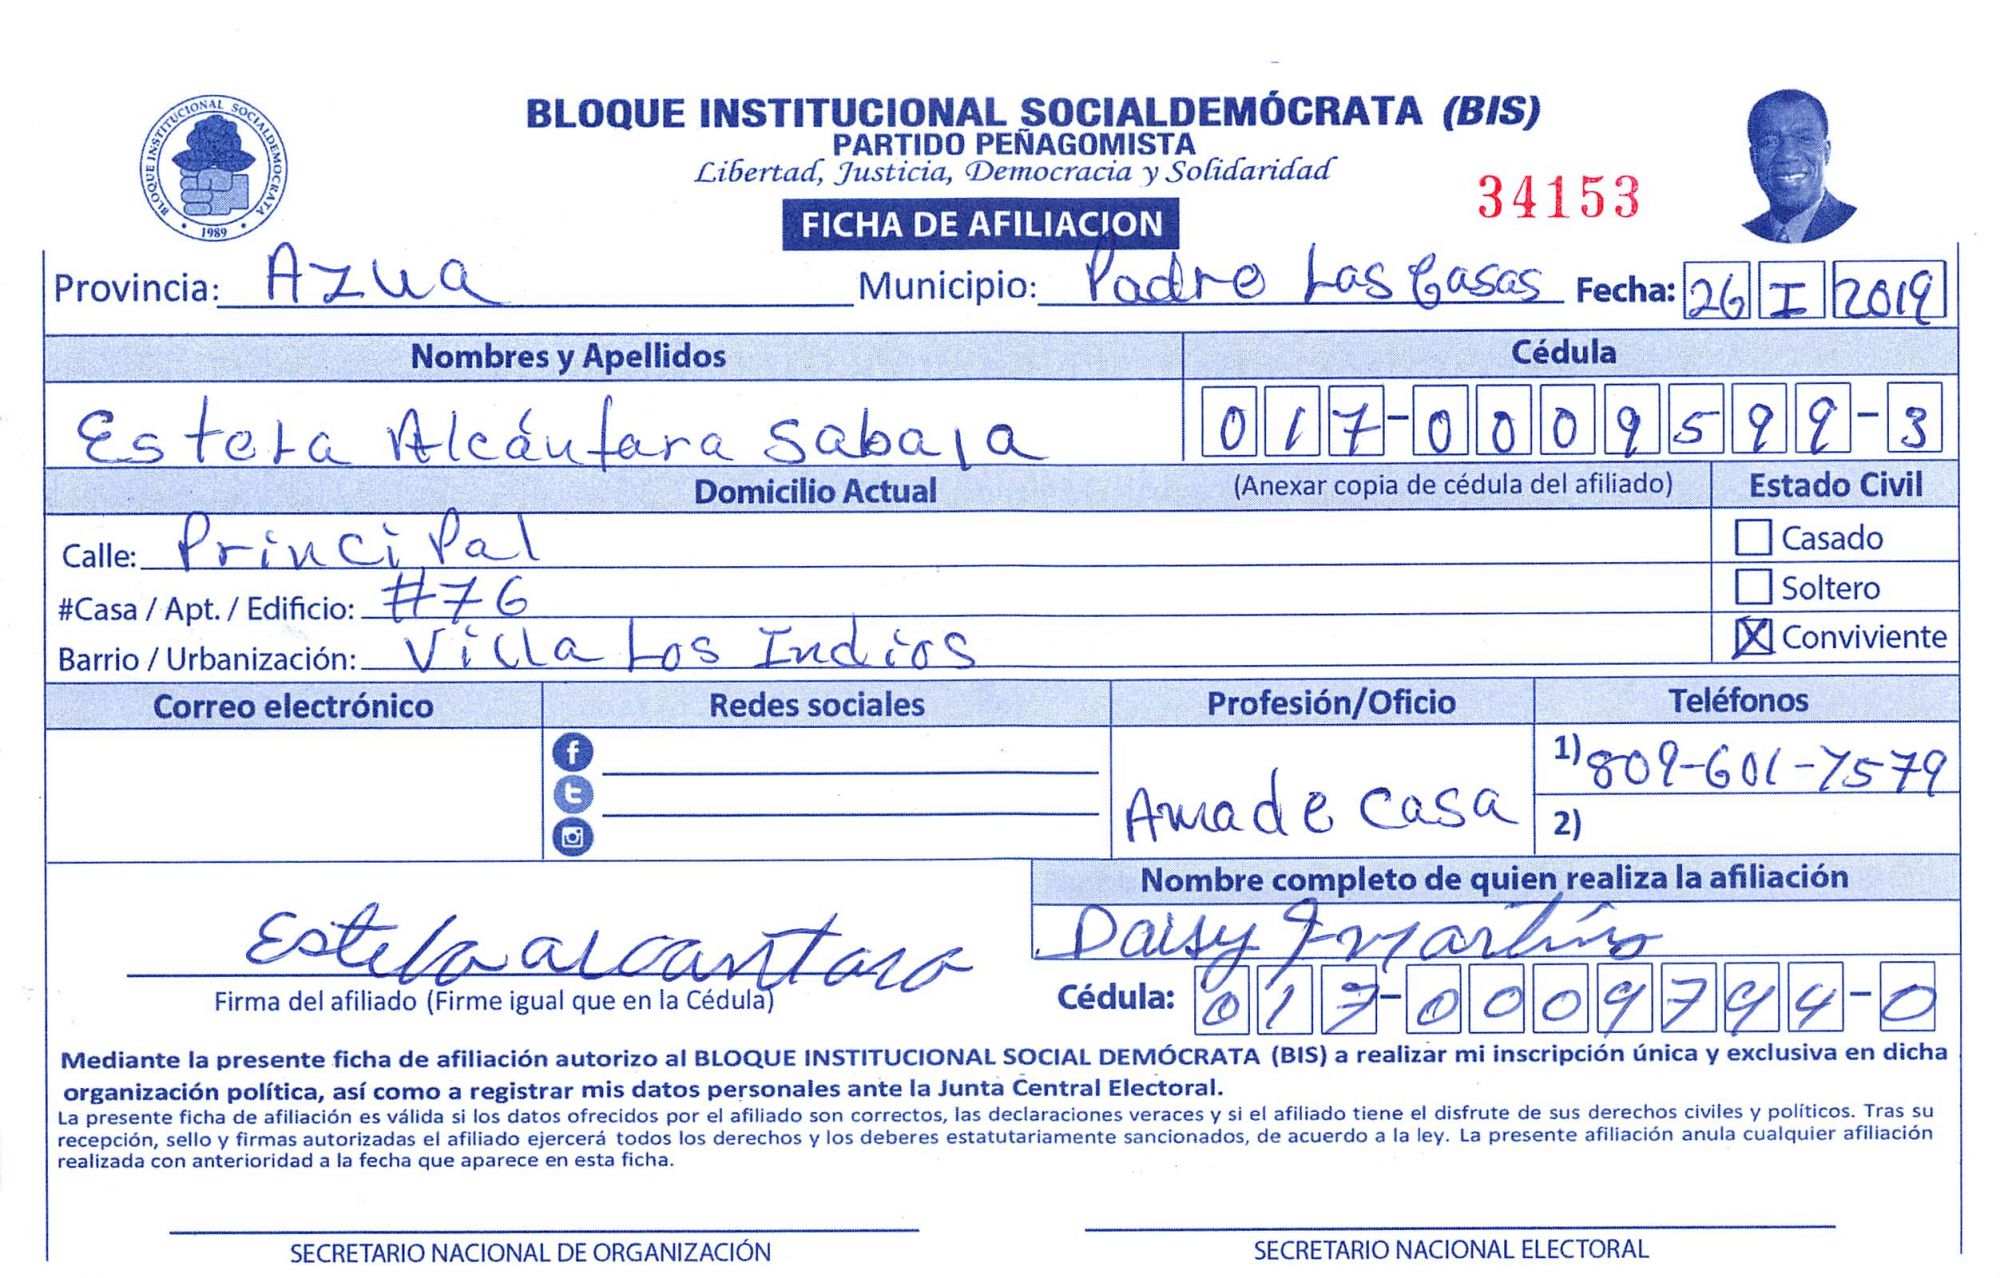 BLOQUE INSTITUCIONAL SOCIALDEMOCRATA
1989
BLOQUE INSTITUCIONAL SOCIALDEMÓCRATA (BIS)
PARTIDO PEÑAGOMISTA
Libertad, Justicia, Democracia y Solidaridad
34153
FICHA DE AFILIACION
Provincia: Azua Municipio: Padre Las Casas Fecha: 26 I 2019
Nombres y Apellidos Cédula
Estela Alcántara Sabala 017-0009599-3
Domicilio Actual (Anexar copia de cédula del afiliado) Estado Civil
Calle: Principal Casado
#Casa / Apt. / Edificio: #76 Soltero
Barrio / Urbanización: Villa Los Indios X Conviviente
Correo electrónico Redes sociales Profesión/Oficio Teléfonos
1) 809-601-7579
Ama de casa 2)
Nombre completo de quien realiza la afiliación
Estela alcantara Daisy Martínz
Firma del afiliado (Firme igual que en la Cédula) Cédula: 017-0009794-0
Mediante la presente ficha de afiliación autorizo al BLOQUE INSTITUCIONAL SOCIAL DEMÓCRATA (BIS) a realizar mi inscripción única y exclusiva en dicha
organización política, así como a registrar mis datos personales ante la Junta Central Electoral.
La presente ficha de afiliación es válida si los datos ofrecidos por el afiliado son correctos, las declaraciones veraces y si el afiliado tiene el disfrute de sus derechos civiles y políticos. Tras su
recepción, sello y firmas autorizadas el afiliado ejercerá todos los derechos y los deberes estatutariamente sancionados, de acuerdo a la ley. La presente afiliación anula cualquier afiliación
realizada con anterioridad a la fecha que aparece en esta ficha.
SECRETARIO NACIONAL DE ORGANIZACIÓN SECRETARIO NACIONAL ELECTORAL